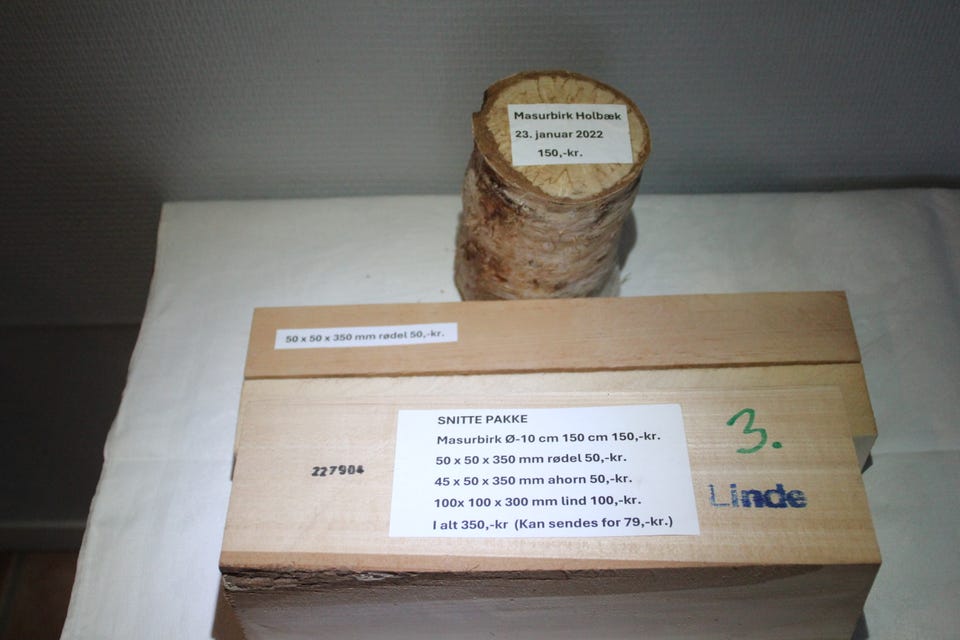 Masurbirk Holbæk
23. januar 2022
150,-kr.
50 x 50 x 350 mm rødel 50,-kr.
SNITTE PAKKE
Masurbirk Ø-10 cm 150 cm 150,-kr.
50 x 50 x 350 mm rødel 50,-kr.
45 x 50 x 350 mm ahorn 50,-kr.
100x 100 x 300 mm lind 100,-kr.
I alt 350,-kr (Kan sendes for 79,-kr.)
227904
3.
Linde